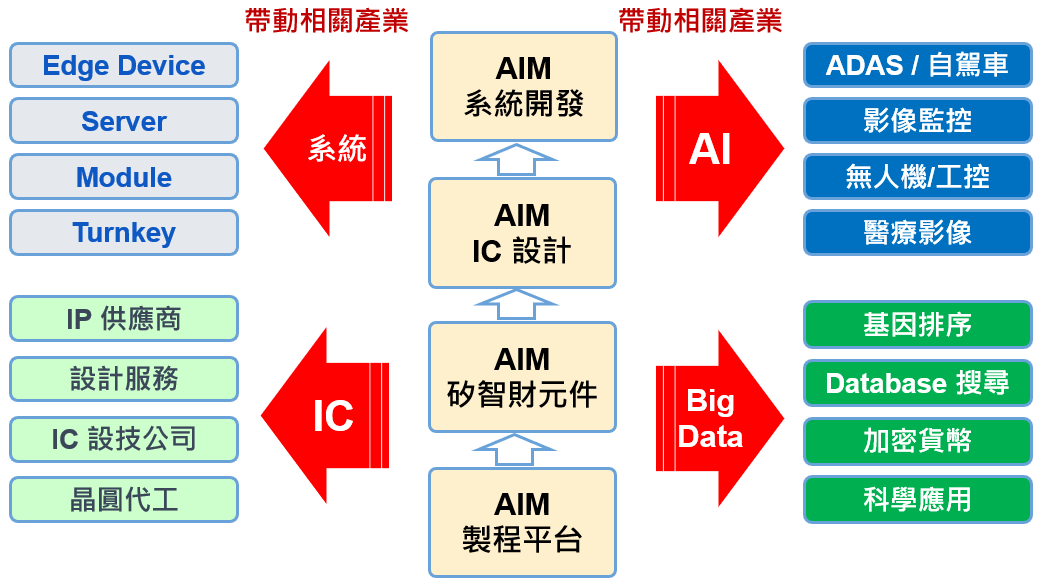 帶動相關產業
帶動相關產業
Edge Device
Server
Module
Turnkey
系統
AIM
系統開發
AI
ADAS / 自駕車
影像監控
無人機/工控
醫療影像
AIM
IC 設計
IP 供應商
設計服務
IC 設技公司
晶圓代工
IC
AIM
矽智財元件
Big
Data
基因排序
Database 搜尋
加密貨幣
科學應用
AIM
製程平台